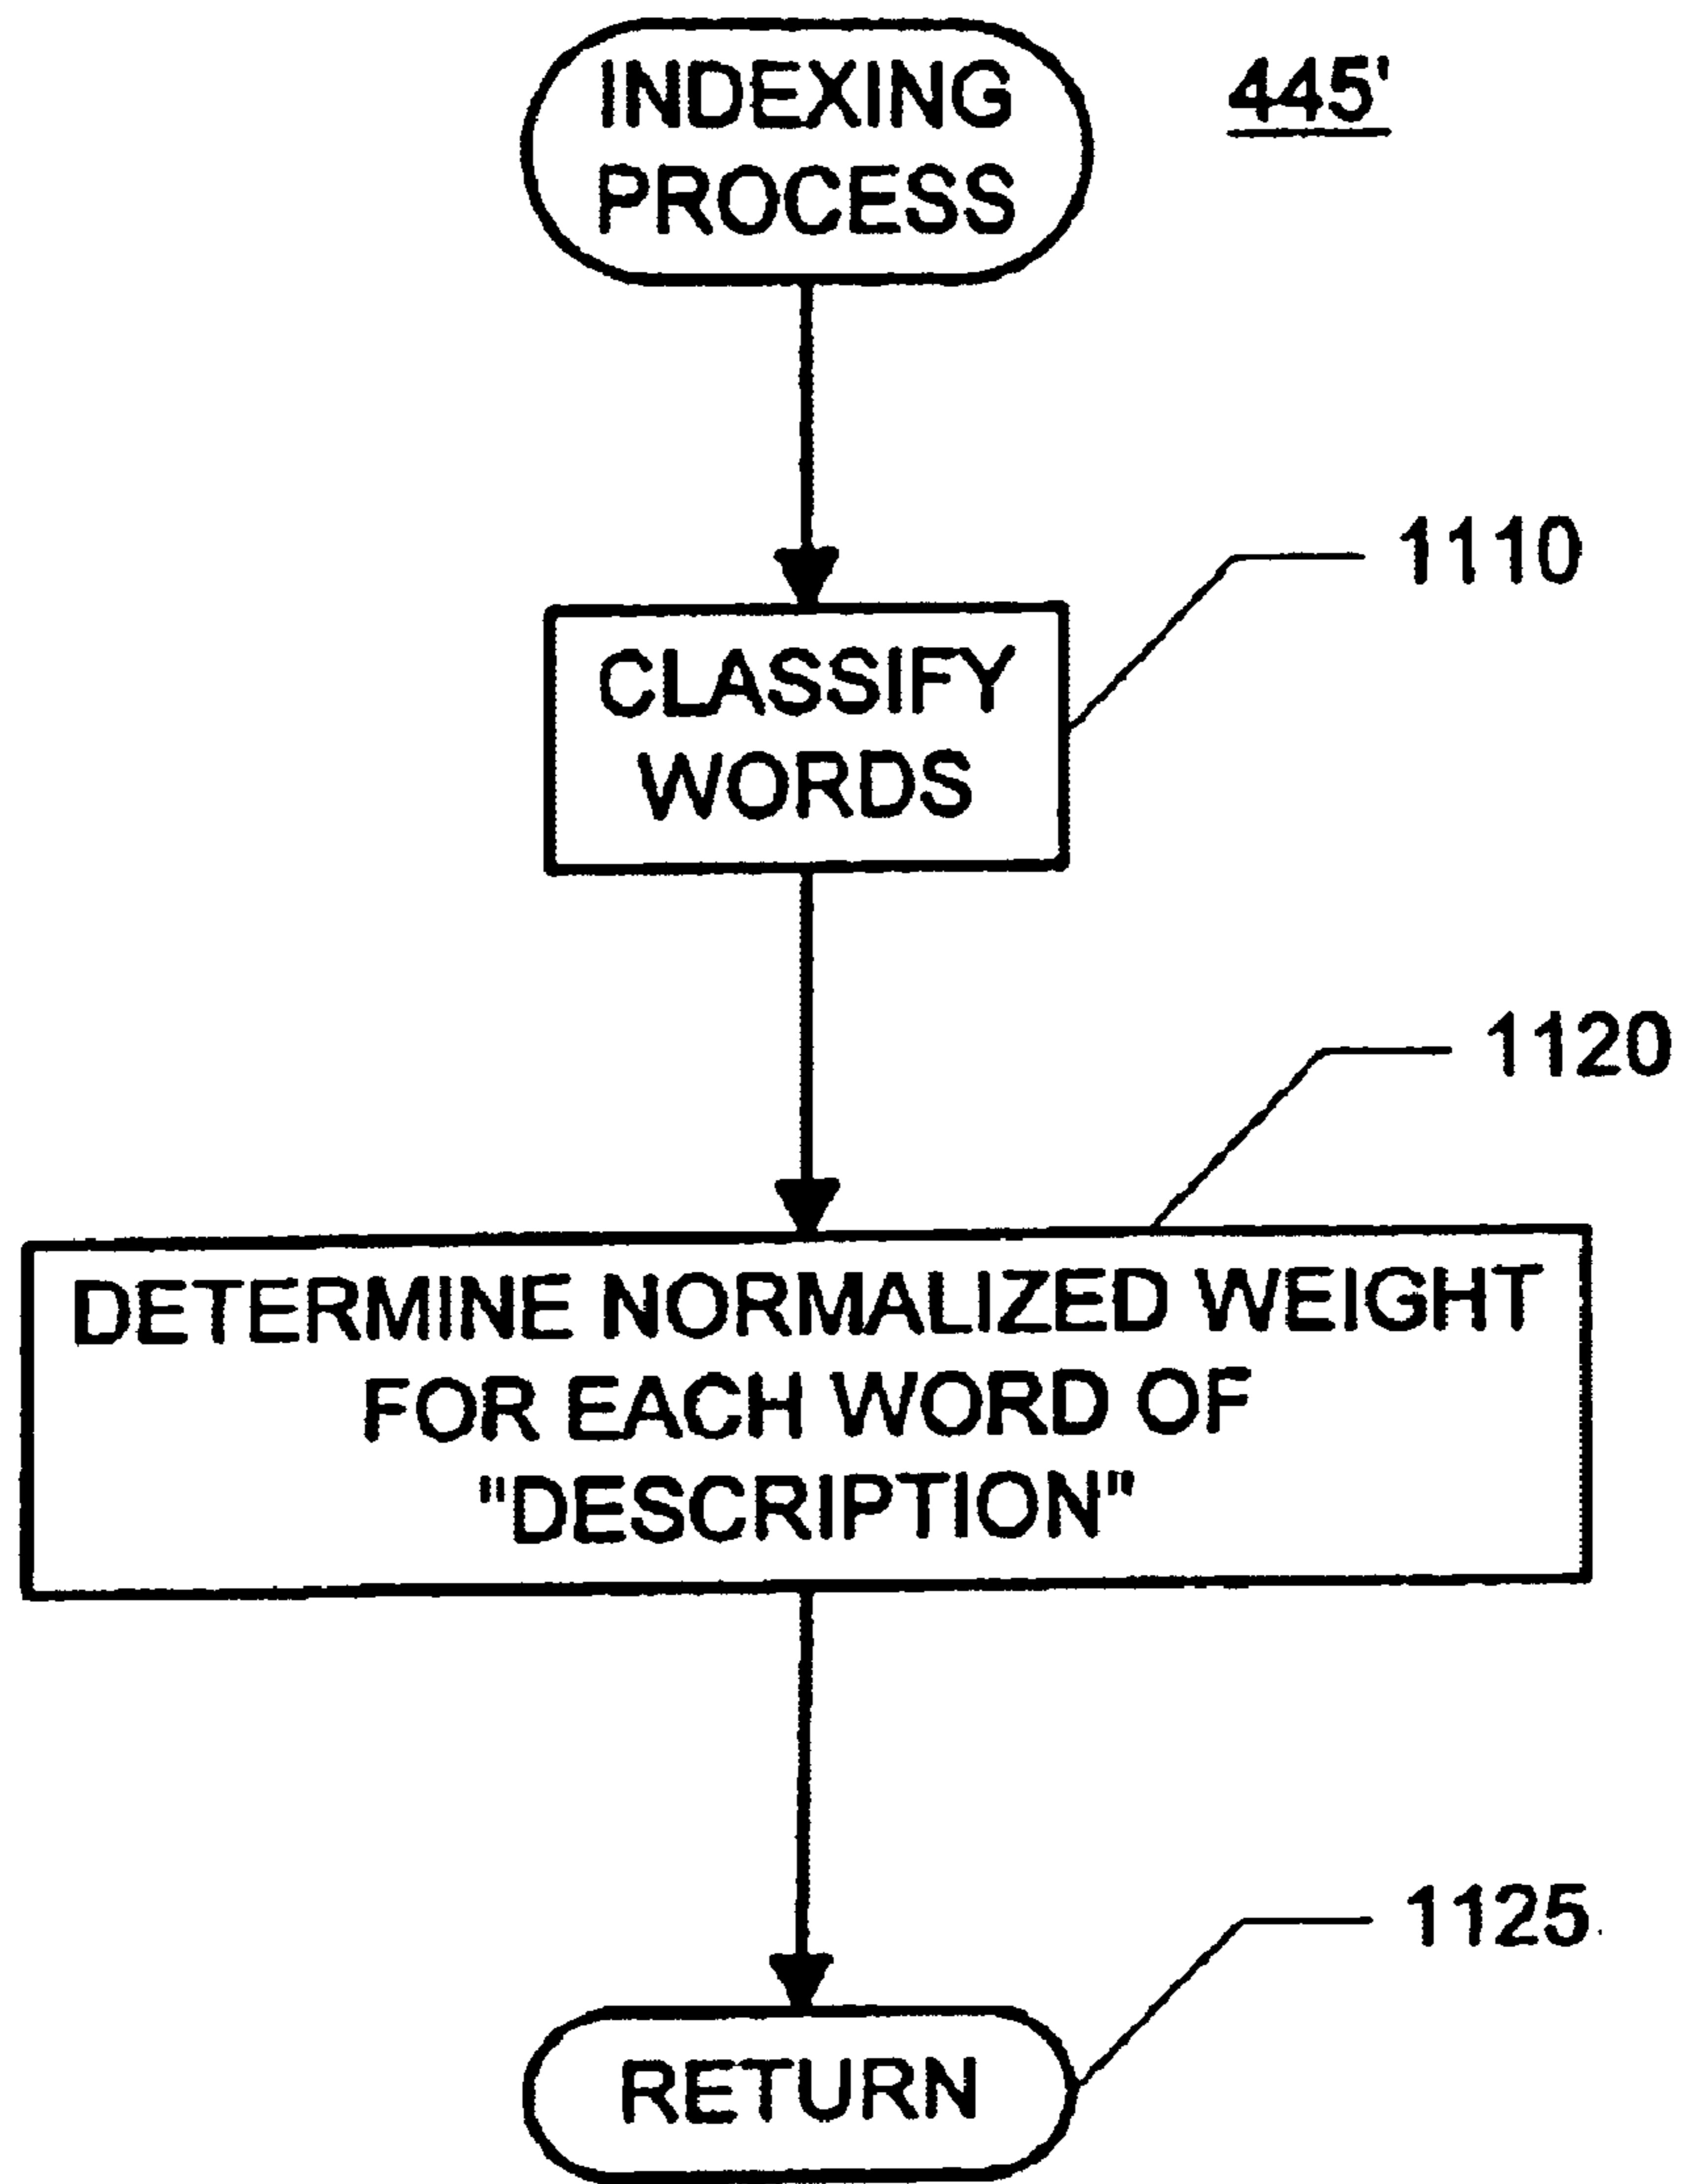 INDEXING
PROCESS
445'
1110
CLASSIFY
WORDS
1120
DETERMINE NORMALIZED WEIGHT
FOR EACH WORD OF
"DESCRIPTION"
1125
RETURN